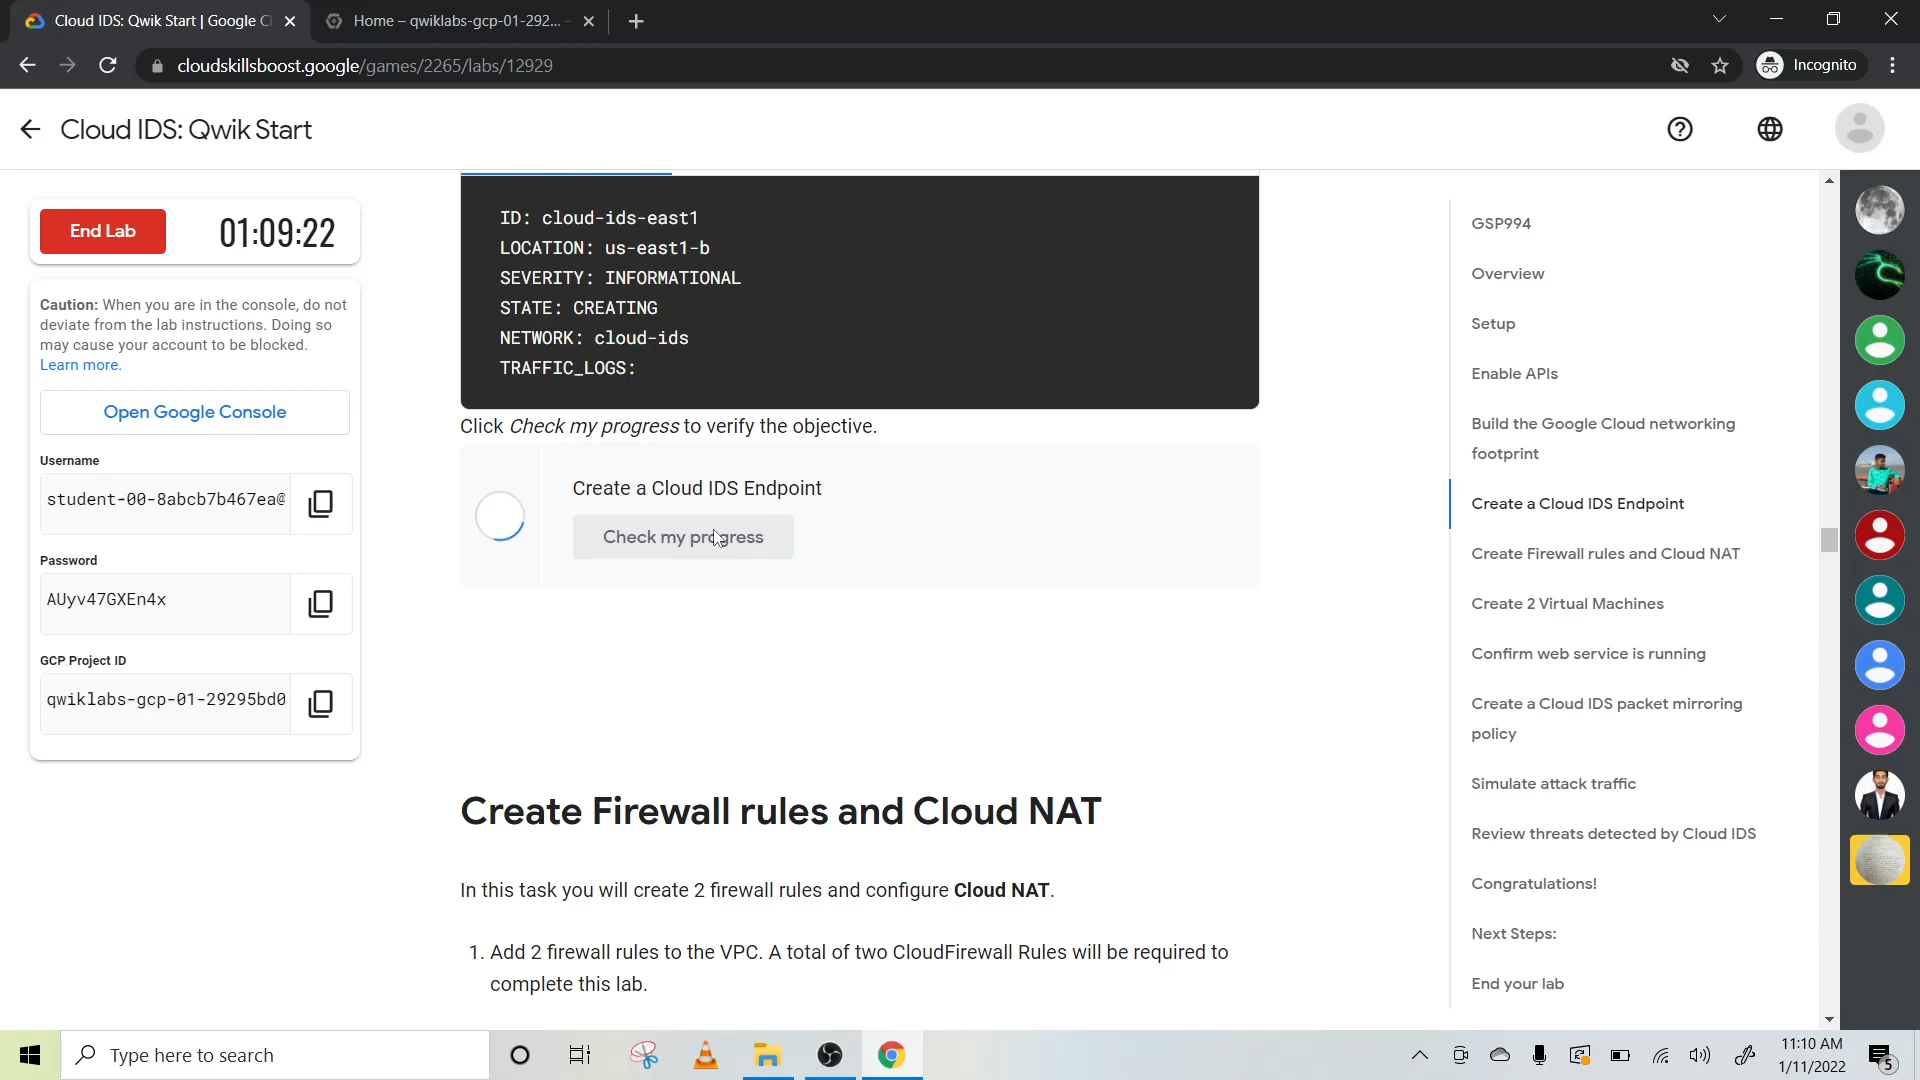 Cloud IDS: Qwik Start | Google Cl
Home – qwiklabs-gcp-01-292...
cloudskillsboost.google/games/2265/labs/12929
Incognito
Cloud IDS: Qwik Start
End Lab
01:09:22
Caution: When you are in the console, do not
deviate from the lab instructions. Doing so
may cause your account to be blocked.
Learn more.
Open Google Console
Username
student-00-8abcb7b467ea@
Password
AUyv47GXEn4x
GCP Project ID
qwiklabs-gcp-01-29295bd0
ID: cloud-ids-east1
LOCATION: us-east1-b
SEVERITY: INFORMATIONAL
STATE: CREATING
NETWORK: cloud-ids
TRAFFIC_LOGS:
Click Check my progress to verify the objective.
Create a Cloud IDS Endpoint
Check my progress
Create Firewall rules and Cloud NAT
In this task you will create 2 firewall rules and configure Cloud NAT.
1. Add 2 firewall rules to the VPC. A total of two CloudFirewall Rules will be required to
complete this lab.
GSP994
Overview
Setup
Enable APIs
Build the Google Cloud networking
footprint
Create a Cloud IDS Endpoint
Create Firewall rules and Cloud NAT
Create 2 Virtual Machines
Confirm web service is running
Create a Cloud IDS packet mirroring
policy
Simulate attack traffic
Review threats detected by Cloud IDS
Congratulations!
Next Steps:
End your lab
Type here to search
11:10 AM
1/11/2022
5